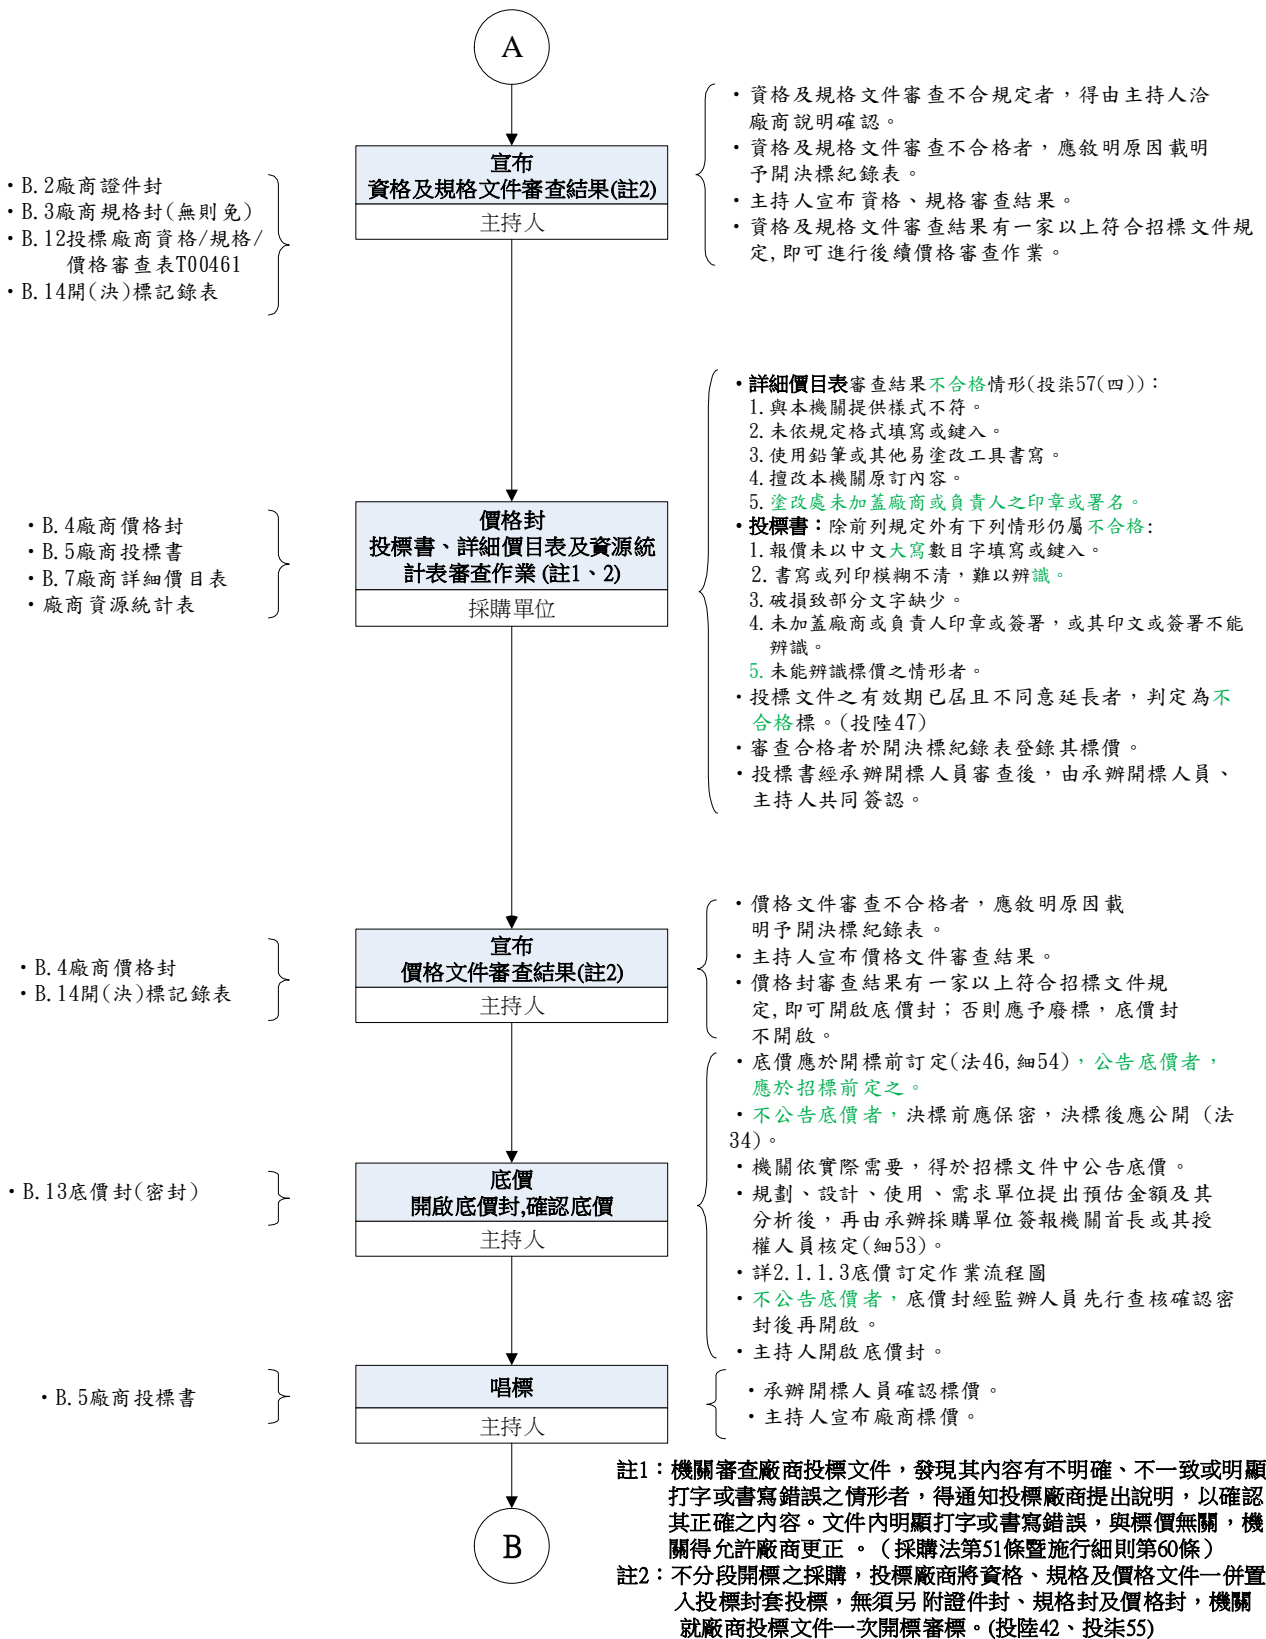 A
宣布
資格及規格文件審查結果(註2)
主持人
・B.2廠商證件封
・B.3廠商規格封(無則免)
・B.12投標廠商資格/規格/
價格審查表T00461
・B.14開(決)標記錄表
・資格及規格文件審查不合規定者，得由主持人洽
廠商說明確認。
・資格及規格文件審查不合格者，應敘明原因載明
予開決標紀錄表。
・主持人宣布資格、規格審查結果。
・資格及規格文件審查結果有一家以上符合招標文件規
定,即可進行後續價格審查作業。
價格封
投標書、詳細價目表及資源統
計表審查作業(註1、2)
採購單位
・B.4廠商價格封
・B.5廠商投標書
・B.7廠商詳細價目表
・廠商資源統計表
・詳細價目表審查結果不合格情形(投柒57(四))：
1.與本機關提供樣式不符。
2.未依規定格式填寫或鍵入。
3.使用鉛筆或其他易塗改工具書寫。
4.擅改本機關原訂內容。
5.塗改處未加蓋廠商或負責人之印章或署名。
・投標書：除前列規定外有下列情形仍屬不合格:
1.報價未以中文大寫數目字填寫或鍵入。
2.書寫或列印模糊不清，難以辨識。
3.破損致部分文字缺少。
4.未加蓋廠商或負責人印章或簽署，或其印文或簽署不能
辨識。
5.未能辨識標價之情形者。
・投標文件之有效期已屆且不同意延長者，判定為不
合格標。(投陸47)
・審查合格者於開決標紀錄表登錄其標價。
・投標書經承辦開標人員審查後，由承辦開標人員、
主持人共同簽認。
宣布
價格文件審查結果(註2)
主持人
・B.4廠商價格封
・B.14開(決)標記錄表
・價格文件審查不合格者，應敘明原因載
明予開決標紀錄表。
・主持人宣布價格文件審查結果。
・價格封審查結果有一家以上符合招標文件規
定,即可開啟底價封；否則應予廢標，底價封
不開啟。
底價
開啟底價封,確認底價
主持人
・B.13底價封(密封)
・底價應於開標前訂定(法46,細54)，公告底價者，
應於招標前定之。
・不公告底價者，決標前應保密，決標後應公開 (法
34)。
・機關依實際需要，得於招標文件中公告底價。
・規劃、設計、使用、需求單位提出預估金額及其
分析後，再由承辦採購單位簽報機關首長或其授
權人員核定(細53)。
・詳2.1.1.3底價訂定作業流程圖
・不公告底價者，底價封經監辦人員先行查核確認密
封後再開啟。
・主持人開啟底價封。
唱標
主持人
・B.5廠商投標書
・承辦開標人員確認標價。
・主持人宣布廠商標價。
B
註1：機關審查廠商投標文件，發現其內容有不明確、不一致或明顯
打字或書寫錯誤之情形者，得通知投標廠商提出說明，以確認
其正確之內容。文件內明顯打字或書寫錯誤，與標價無關，機
關得允許廠商更正 。（採購法第51條暨施行細則第60條）
註2：不分段開標之採購，投標廠商將資格、規格及價格文件一併置
入投標封套投標，無須另附證件封、規格封及價格封，機關
就廠商投標文件一次開標審標。(投陸42、投柒55)